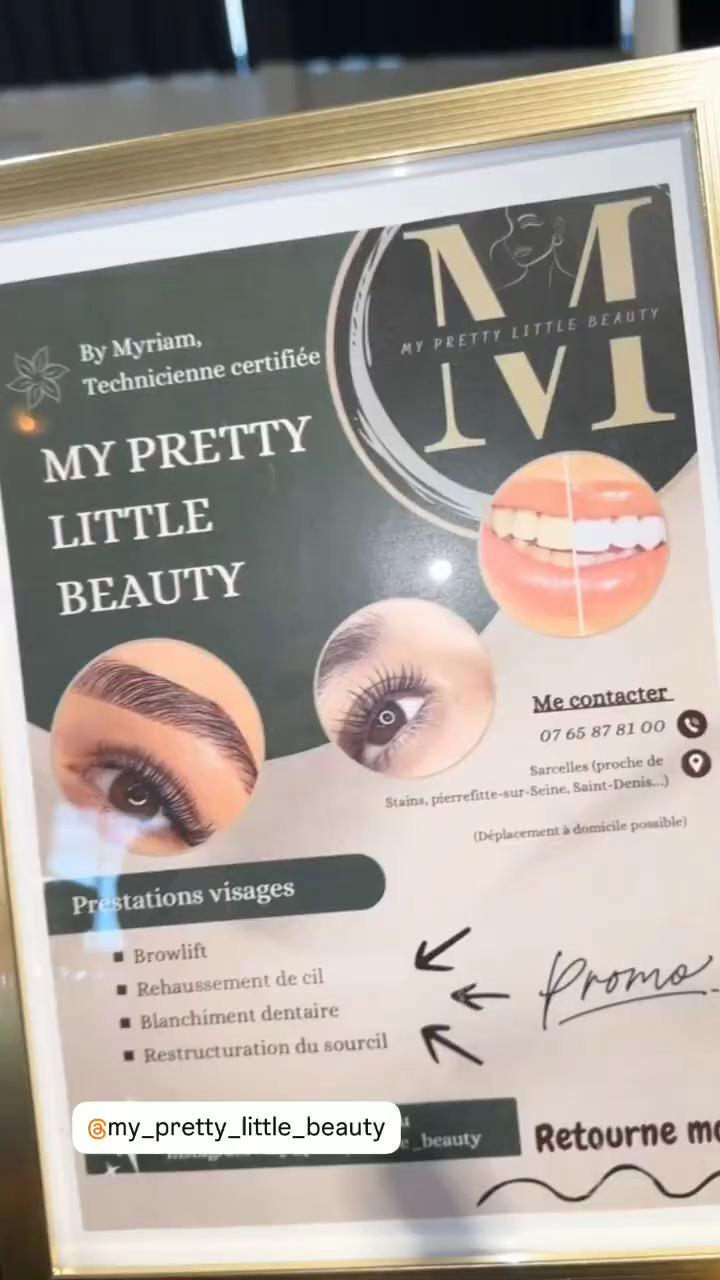 By Myriam,
Technicienne certifiée
MY PRETTY
LITTLE
BEAUTY
M
MY PRETTY LITTLE BEAUTY
M
Me contacter
07 65 87 81 00
Sarcelles (proche de
Stains, pierrefitte-sur-Seine, Saint-Denis...)
(Déplacement à domicile possible)
Prestations visages
Browlift
Rehaussement de cil
Blanchiment dentaire
Restructuration du sourcil
Promo
@my_pretty_little_beauty
_beauty
Retourne